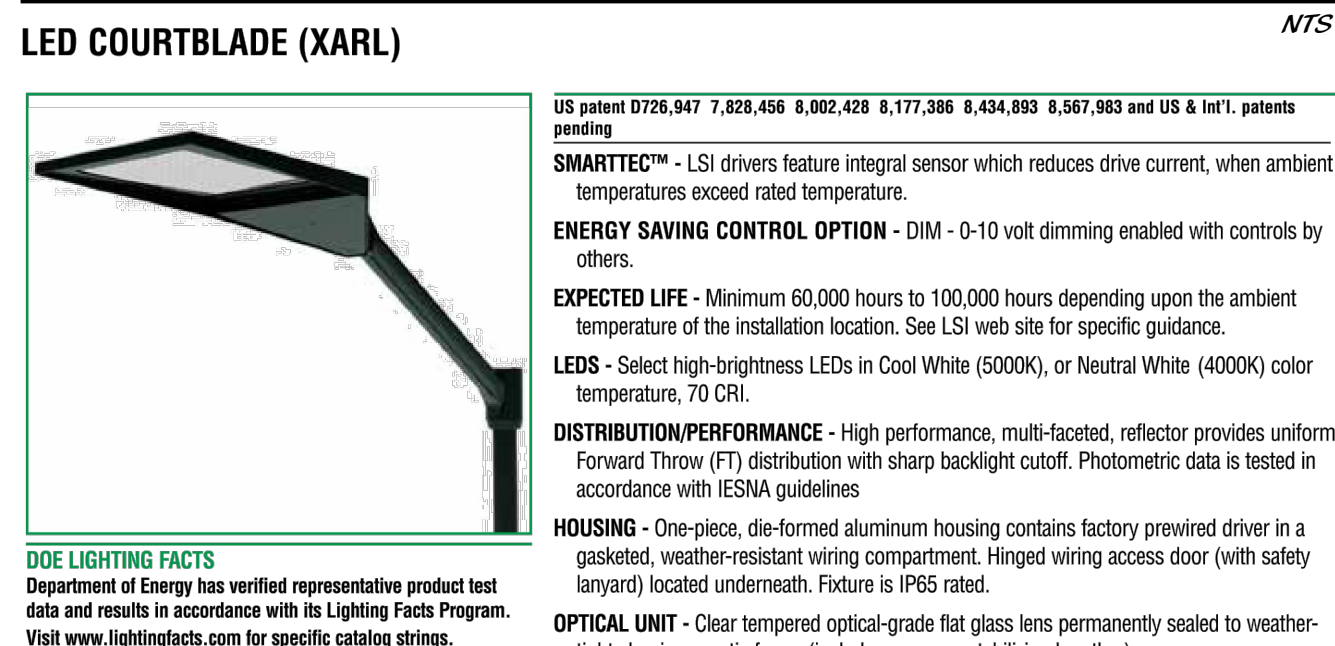 NTS
LED COURTBLADE (XARL)
US patent D726,947 7,828,456 8,002,428 8,177,386 8,434,893 8,567,983 and US & Int'l. patents
pending
SMARTTEC™ - LSI drivers feature integral sensor which reduces drive current, when ambient
temperatures exceed rated temperature.
ENERGY SAVING CONTROL OPTION - DIM - 0-10 volt dimming enabled with controls by
others.
EXPECTED LIFE - Minimum 60,000 hours to 100,000 hours depending upon the ambient
temperature of the installation location. See LSI web site for specific guidance.
LEDS - Select high-brightness LEDs in Cool White (5000K), or Neutral White (4000K) color
temperature, 70 CRI.
DISTRIBUTION/PERFORMANCE - High performance, multi-faceted, reflector provides uniform
Forward Throw (FT) distribution with sharp backlight cutoff. Photometric data is tested in
accordance with IESNA guidelines
HOUSING - One-piece, die-formed aluminum housing contains factory prewired driver in a
gasketed, weather-resistant wiring compartment. Hinged wiring access door (with safety
lanyard) located underneath. Fixture is IP65 rated.
OPTICAL UNIT - Clear tempered optical-grade flat glass lens permanently sealed to weather-
DOE LIGHTING FACTS
Department of Energy has verified representative product test
data and results in accordance with its Lighting Facts Program.
Visit www.lightingfacts.com for specific catalog strings.